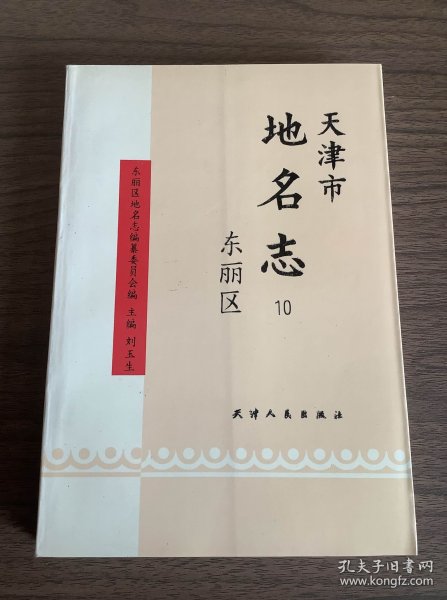 天津市
地名志
10
东丽区
东丽区地名志编纂委员会编 主编 刘玉生
天津人民出版社
孔夫子旧书网
www.kongfz.com